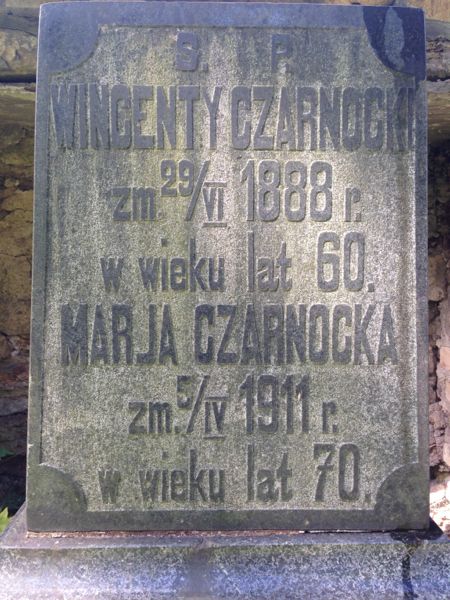 S. P.
WINCENTY CZARNOCKI
zm. 29/VI 1888 r.
w wieku lat 60.
MARJA CZARNOCKA
zm. 5/IV 1911 r.
w wieku lat 70.